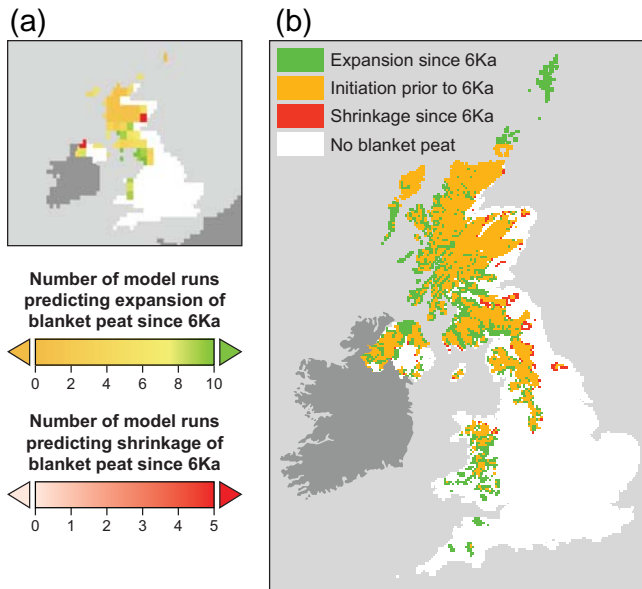 (a)
(b)
Expansion since 6Ka
Initiation prior to 6Ka
Shrinkage since 6Ka
No blanket peat
Number of model runs
predicting expansion of
blanket peat since 6Ka
0 2 4 6 8 10
Number of model runs
predicting shrinkage of
blanket peat since 6Ka
0 1 2 3 4 5